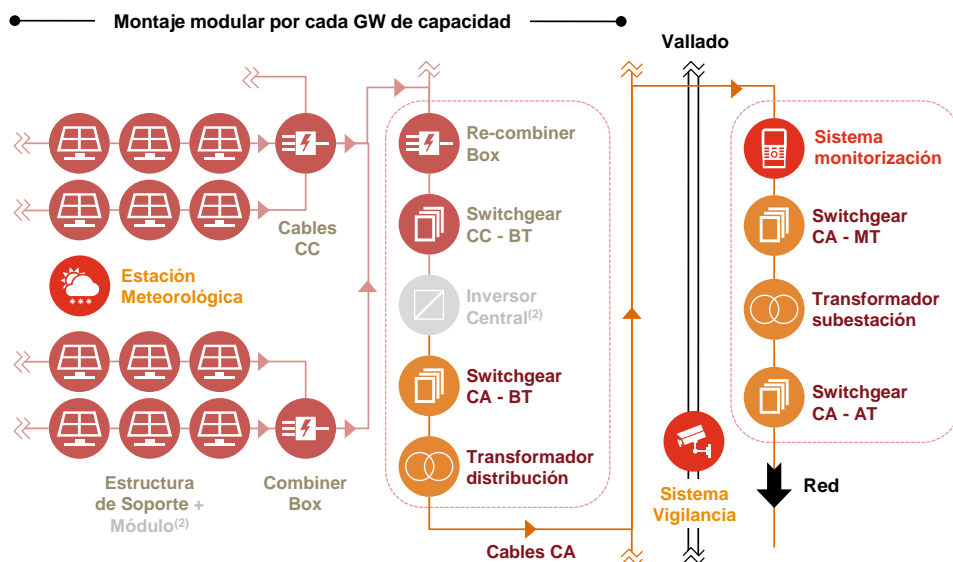 Montaje modular por cada GW de capacidad
Vallado
Re-combiner
Box
Sistema
monitorización
Switchgear
CC - BT
Switchgear
CA - MT
Cables
CC
Estación
Meteorológica
Inversor
Central(2)
Transformador
subestación
Switchgear
CA - BT
Switchgear
CA - AT
Transformador
distribución
Estructura
de Soporte +
Módulo(2)
Combiner
Box
Sistema
Vigilancia
Red
Cables CA